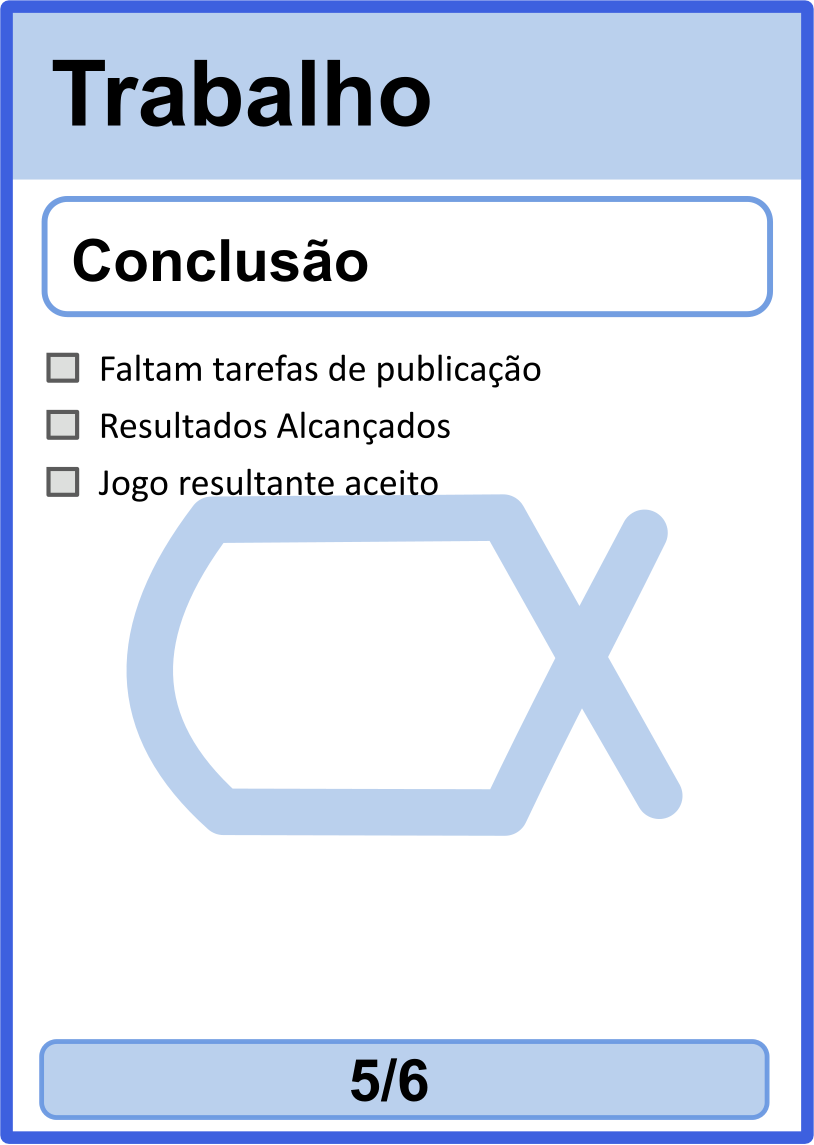 Trabalho
Conclusão
Faltam tarefas de publicação
Resultados Alcançados
Jogo resultante aceito
5/6